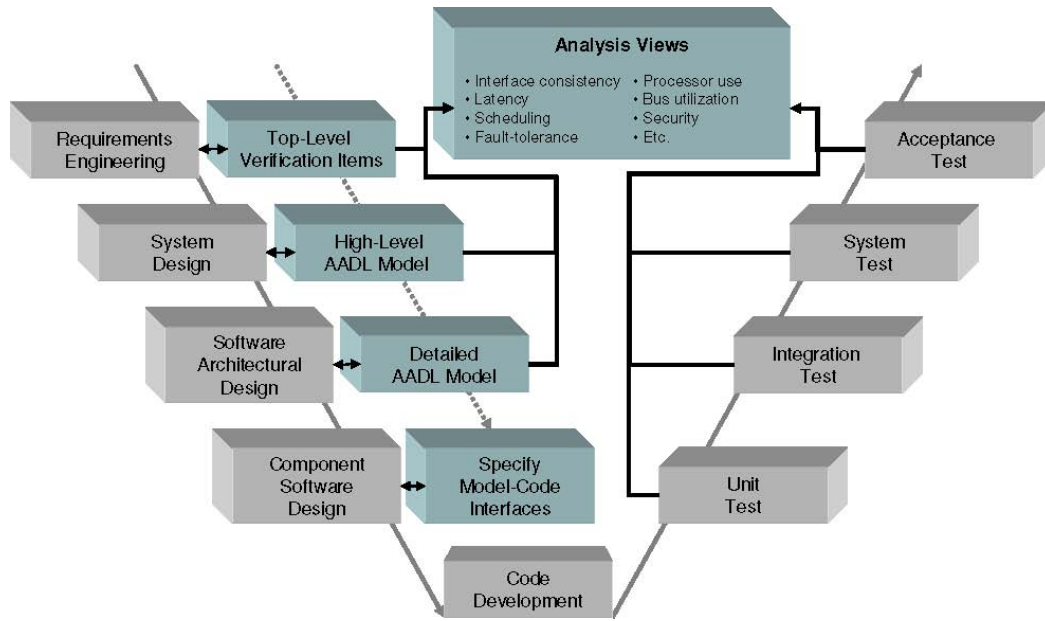 Analysis Views
• Interface consistency
• Latency
• Scheduling
• Fault-tolerance
• Processor use
• Bus utilization
• Security
• Etc.
Requirements
Engineering
Top-Level
Verification Items
Acceptance
Test
System
Design
High-Level
AADL Model
System
Test
Software
Architectural
Design
Detailed
AADL Model
Integration
Test
Component
Software
Design
Specify
Model-Code
Interfaces
Unit
Test
Code
Development